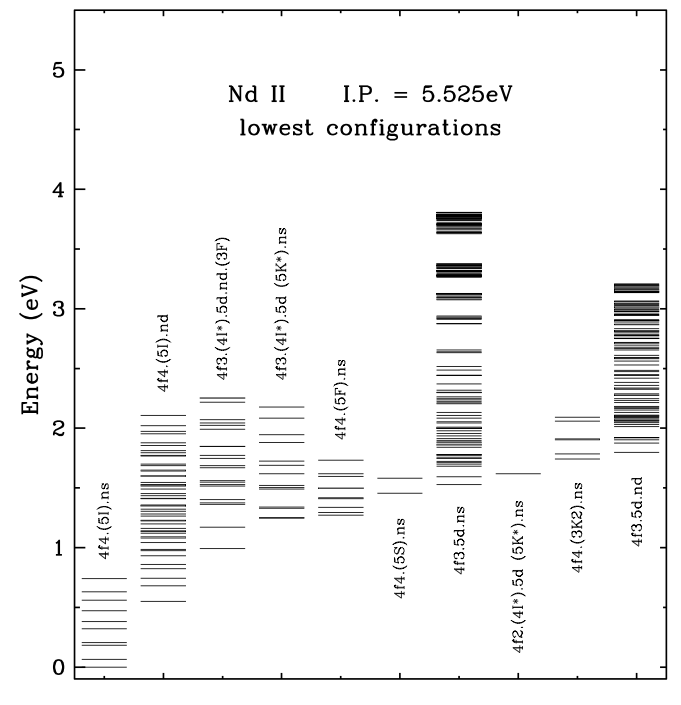 5
Nd II I.P. = 5.525eV
lowest configurations
4
3
2
1
0
Energy (eV)
4f4.(5I).ns
4f4.(5I).nd
4f3.(4I*).5d.nd.(3F)
4f3.(4I*).5d (5K*).ns
4f4.(5F).ns
4f4.(5S).ns
4f3.5d.ns
4f2.(4I*).5d (5K*).ns
4f4.(3K2).ns
4f3.5d.nd